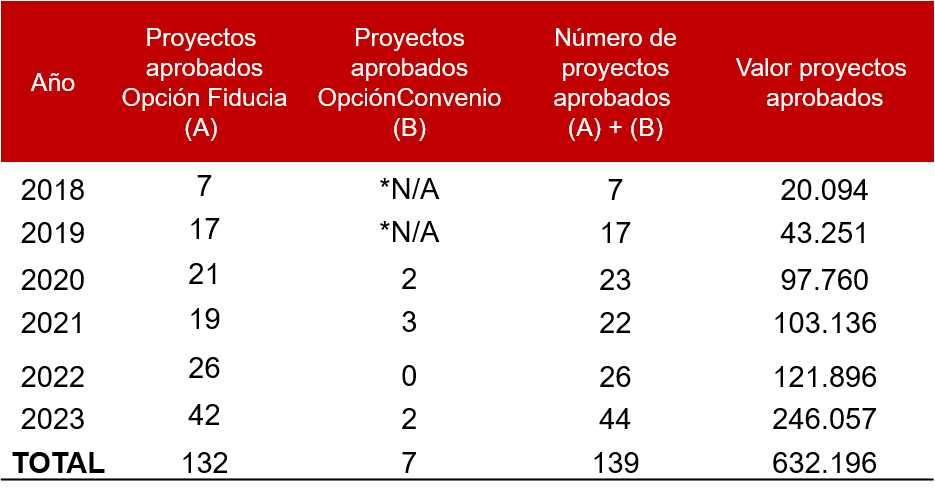 Año
Proyectos
aprobados
Opción Fiducia
(A)
Proyectos
aprobados
OpciónConvenio
(B)
Número de
proyectos
aprobados
(A) + (B)
Valor proyectos
aprobados
2018 7 *N/A 7 20.094
2019 17 *N/A 17 43.251
2020 21 2 23 97.760
2021 19 3 22 103.136
2022 26 0 26 121.896
2023 42 2 44 246.057
TOTAL 132 7 139 632.196